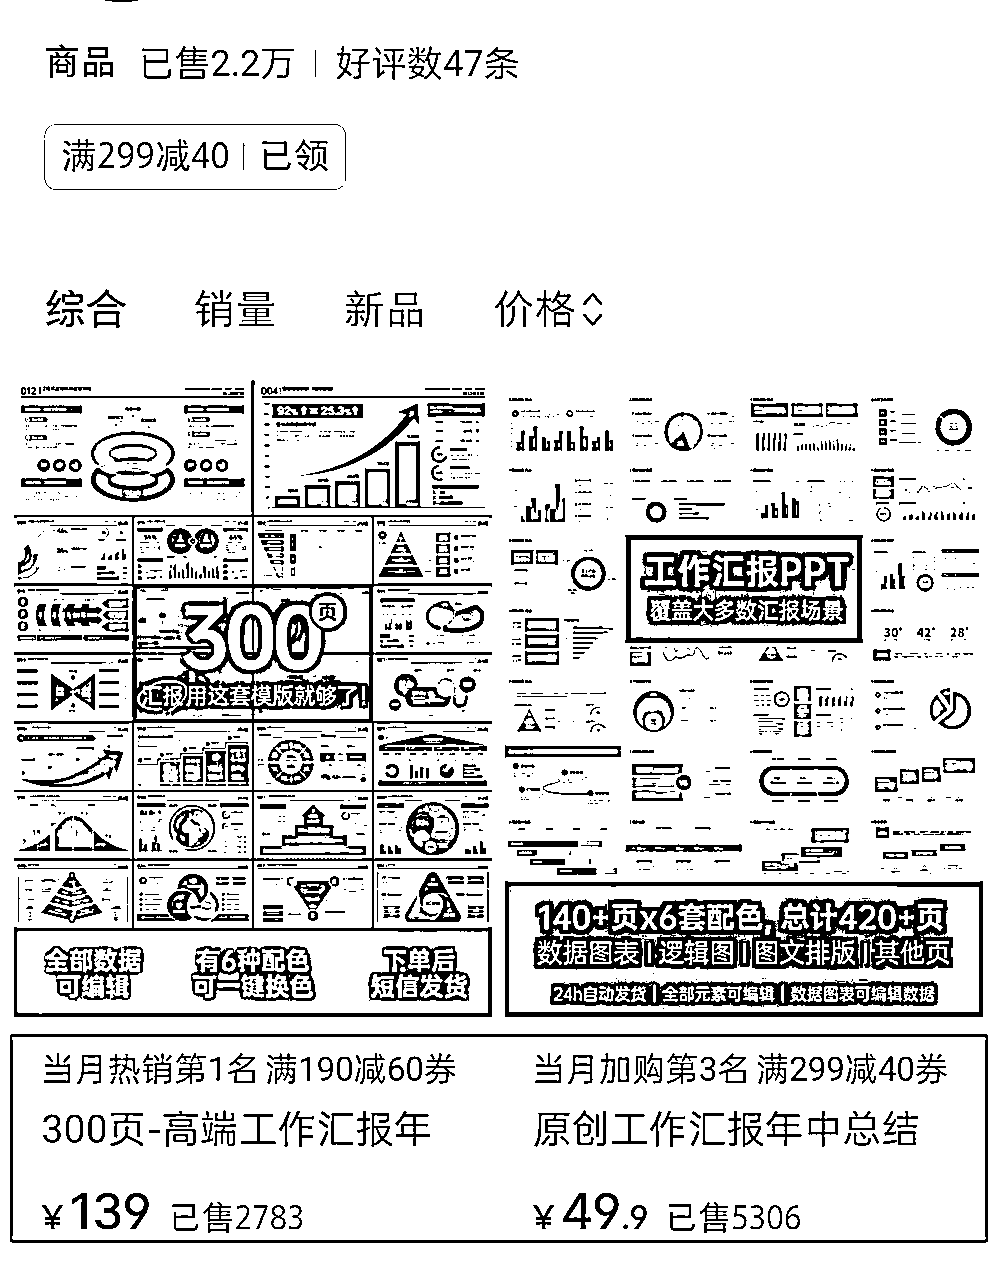 商品 已售2.2万 | 好评数47条
满299减40 | 已领
综合 销量 新品 价格
012
004
300页
汇报用这套模版就够了!
全部数据
可编辑
有6种配色
可一键换色
下单后
短信发货
工作汇报PPT
覆盖大多数汇报场景
30° 42° 28°
140+页x6套配色, 总计420+页
数据图表 | 逻辑图 | 图文排版 | 其他页
24h自动发货 | 全部元素可编辑 | 数据图表可编辑数据
当月热销第1名 满190减60券
300页-高端工作汇报年
¥139 已售2783
当月加购第3名 满299减40券
原创工作汇报年中总结
¥49.9 已售5306